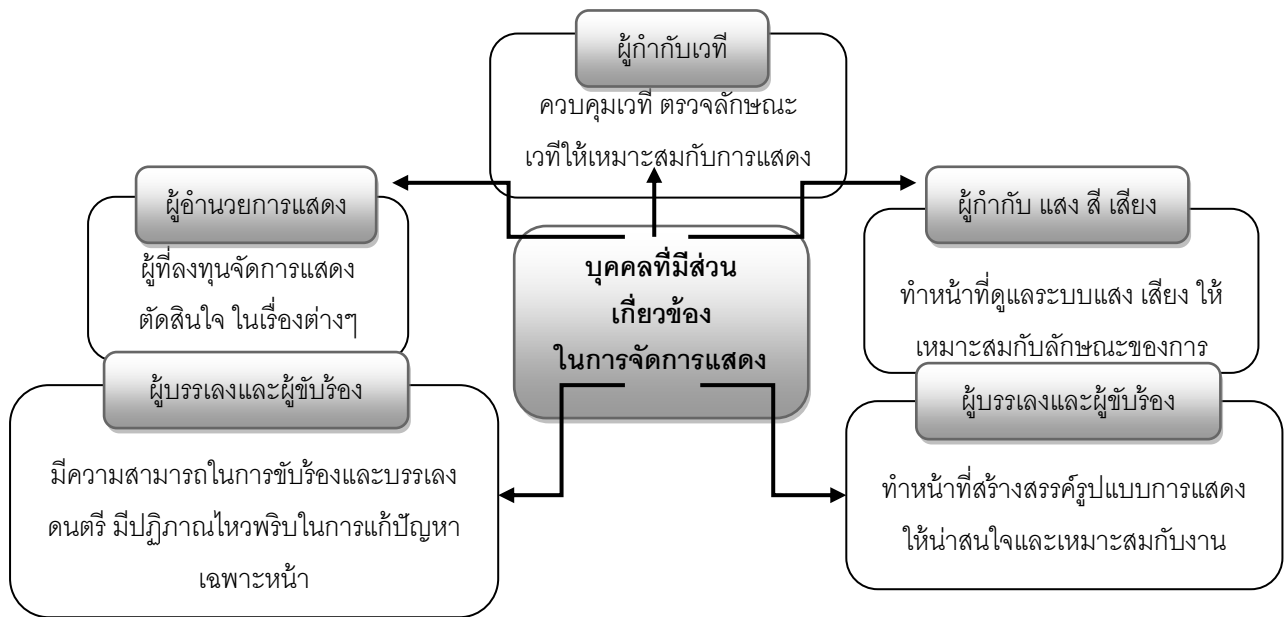 ผู้กำกับเวที
ควบคุมเวที ตรวจลักษณะ
เวทีให้เหมาะสมกับการแสดง
ผู้อำนวยการแสดง
ผู้ที่ลงทุนจัดการแสดง
ตัดสินใจ ในเรื่องต่างๆ
บุคคลที่มีส่วน
เกี่ยวข้อง
ในการจัดการแสดง
ผู้กำกับ แสง สี เสียง
ทำหน้าที่ดูแลระบบแสง เสียง ให้
เหมาะสมกับลักษณะของการ
ผู้บรรเลงและผู้ขับร้อง
มีความสามารถในการขับร้องและบรรเลง
ดนตรี มีปฏิภาณไหวพริบในการแก้ปัญหา
เฉพาะหน้า
ผู้บรรเลงและผู้ขับร้อง
ทำหน้าที่สร้างสรรค์รูปแบบการแสดง
ให้น่าสนใจและเหมาะสมกับงาน